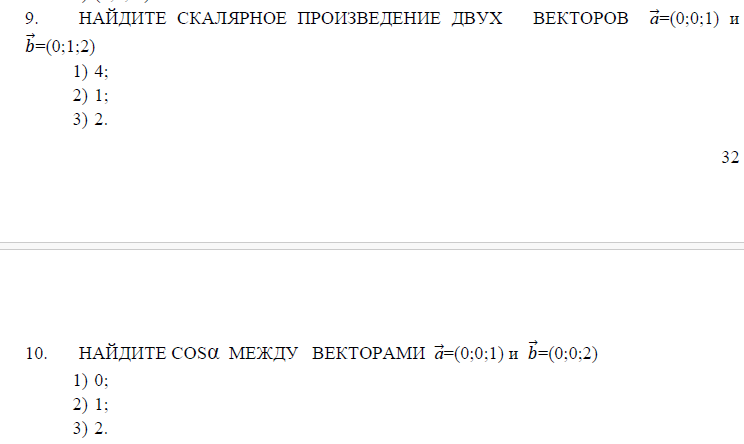 9. НАЙДИТЕ СКАЛЯРНОЕ ПРОИЗВЕДЕНИЕ ДВУХ ВЕКТОРОВ a⃗=(0;0;1) и
b⃗=(0;1;2)
1) 4;
2) 1;
3) 2.
32
10. НАЙДИТЕ COSα МЕЖДУ ВЕКТОРАМИ a⃗=(0;0;1) и b⃗=(0;0;2)
1) 0;
2) 1;
3) 2.